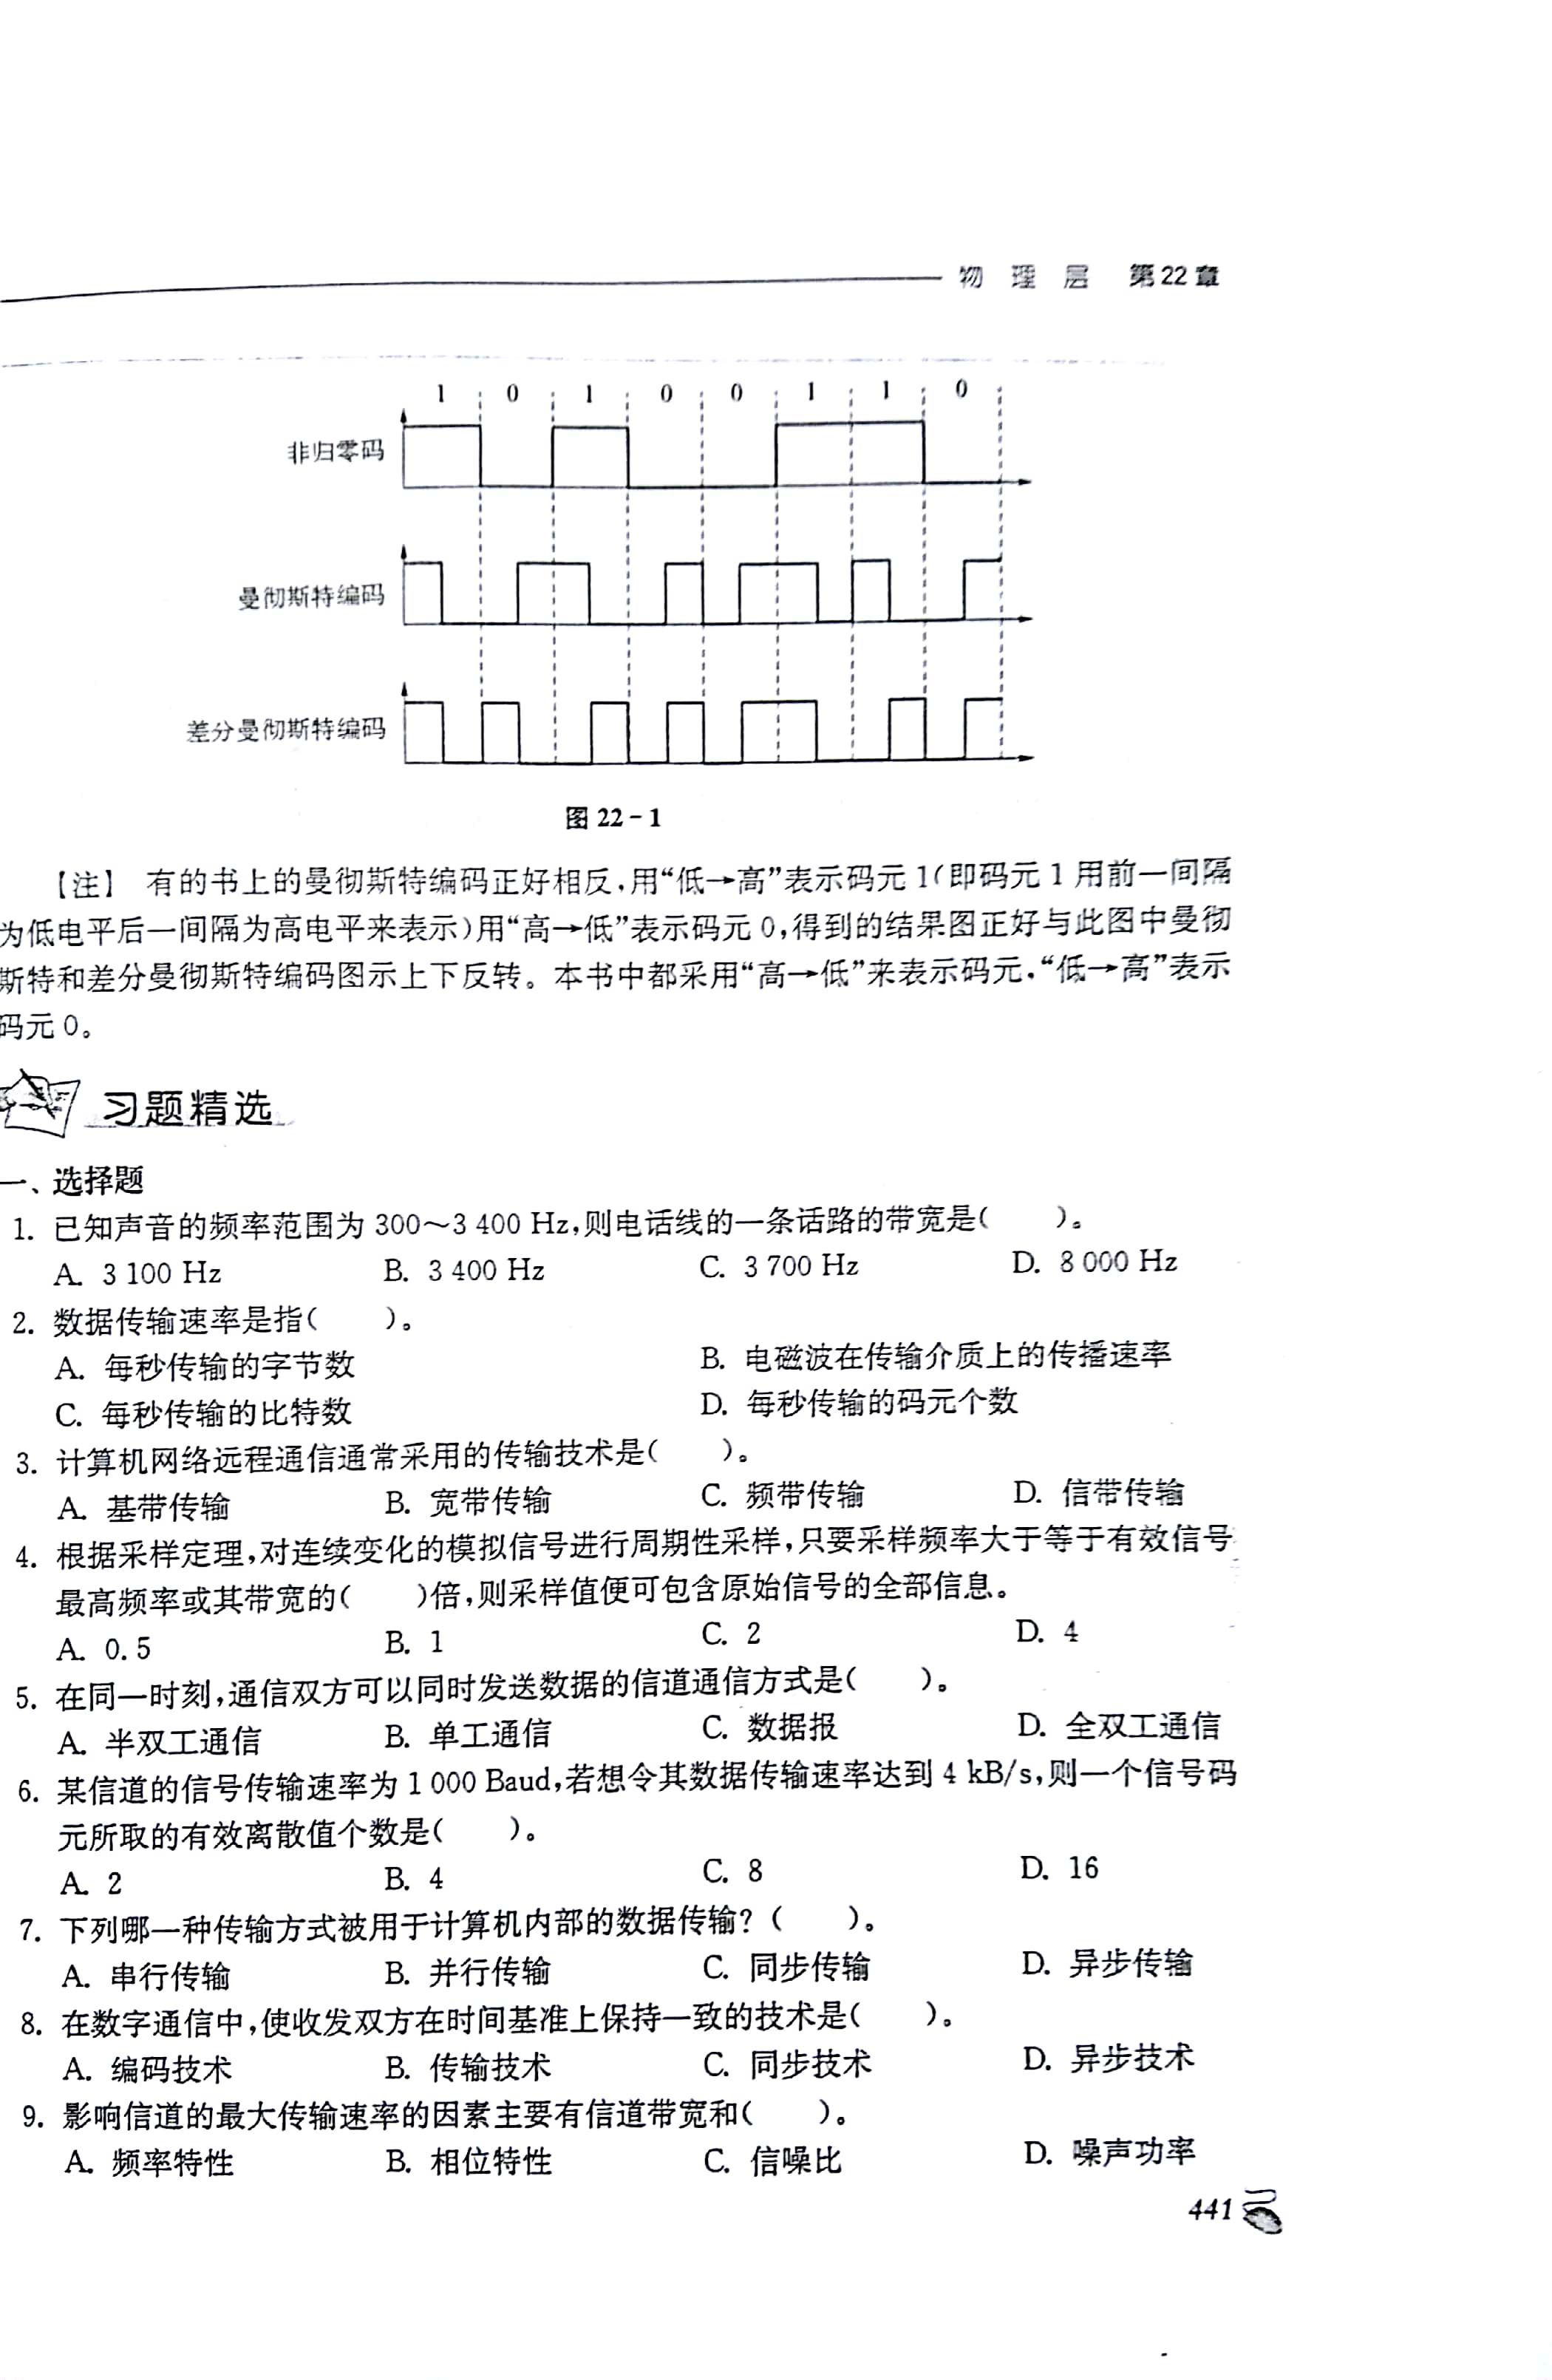 物 理 层 第22章
1 0 1 0 0 1 1 0
非归零码
曼彻斯特编码
差分曼彻斯特编码
图 22-1
【注】 有的书上的曼彻斯特编码正好相反,用“低→高”表示码元 1(即码元 1 用前一间隔
为低电平后一间隔为高电平来表示)用“高→低”表示码元 0,得到的结果图正好与此图中曼彻
斯特和差分曼彻斯特编码图示上下反转。本书中都采用“高→低”来表示码元,“低→高”表示
码元 0。
习题精选
一、选择题
1. 已知声音的频率范围为 300~3 400 Hz,则电话线的一条话路的带宽是( )。
A. 3 100 Hz B. 3 400 Hz C. 3 700 Hz D. 8 000 Hz
2. 数据传输速率是指( )。
A. 每秒传输的字节数 B. 电磁波在传输介质上的传播速率
C. 每秒传输的比特数 D. 每秒传输的码元个数
3. 计算机网络远程通信通常采用的传输技术是( )。
A. 基带传输 B. 宽带传输 C. 频带传输 D. 信带传输
4. 根据采样定理,对连续变化的模拟信号进行周期性采样,只要采样频率大于等于有效信号
最高频率或其带宽的( )倍,则采样值便可包含原始信号的全部信息。
A. 0.5 B. 1 C. 2 D. 4
5. 在同一时刻,通信双方可以同时发送数据的信道通信方式是( )。
A. 半双工通信 B. 单工通信 C. 数据报 D. 全双工通信
6. 某信道的信号传输速率为 1 000 Baud,若想令其数据传输速率达到 4 kB/s,则一个信号码
元所取的有效离散值个数是( )。
A. 2 B. 4 C. 8 D. 16
7. 下列哪一种传输方式被用于计算机内部的数据传输?( )。
A. 串行传输 B. 并行传输 C. 同步传输 D. 异步传输
8. 在数字通信中,使收发双方在时间基准上保持一致的技术是( )。
A. 编码技术 B. 传输技术 C. 同步技术 D. 异步技术
9. 影响信道的最大传输速率的因素主要有信道带宽和( )。
A. 频率特性 B. 相位特性 C. 信噪比 D. 噪声功率
441